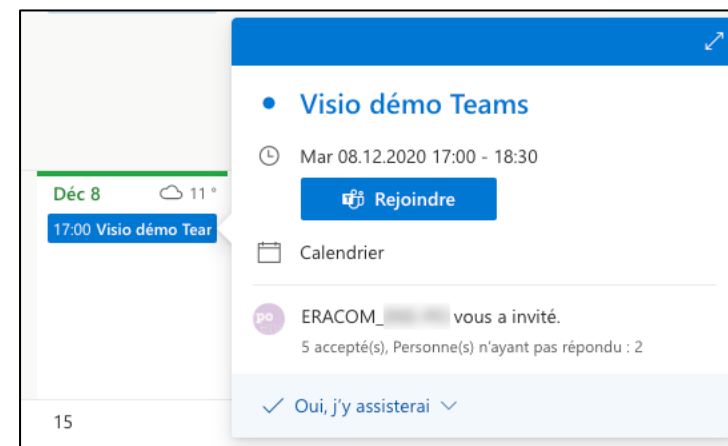 Visio démo Teams
Mar 08.12.2020 17:00 - 18:30
Rejoindre
Déc 8 11°
17:00 Visio démo Tear
Calendrier
po
ERACOM_ vous a invité.
5 accepté(s), Personne(s) n'ayant pas répondu : 2
Oui, j'y assisterai
15